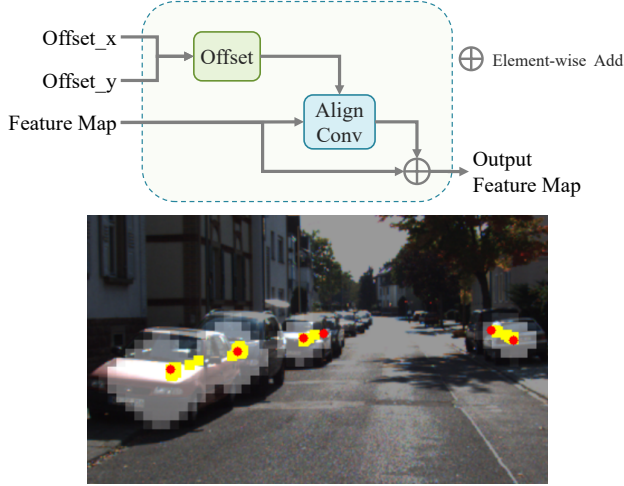 Offset_x
Offset_y
Offset
Element-wise Add
Feature Map
Align
Conv
Output
Feature Map